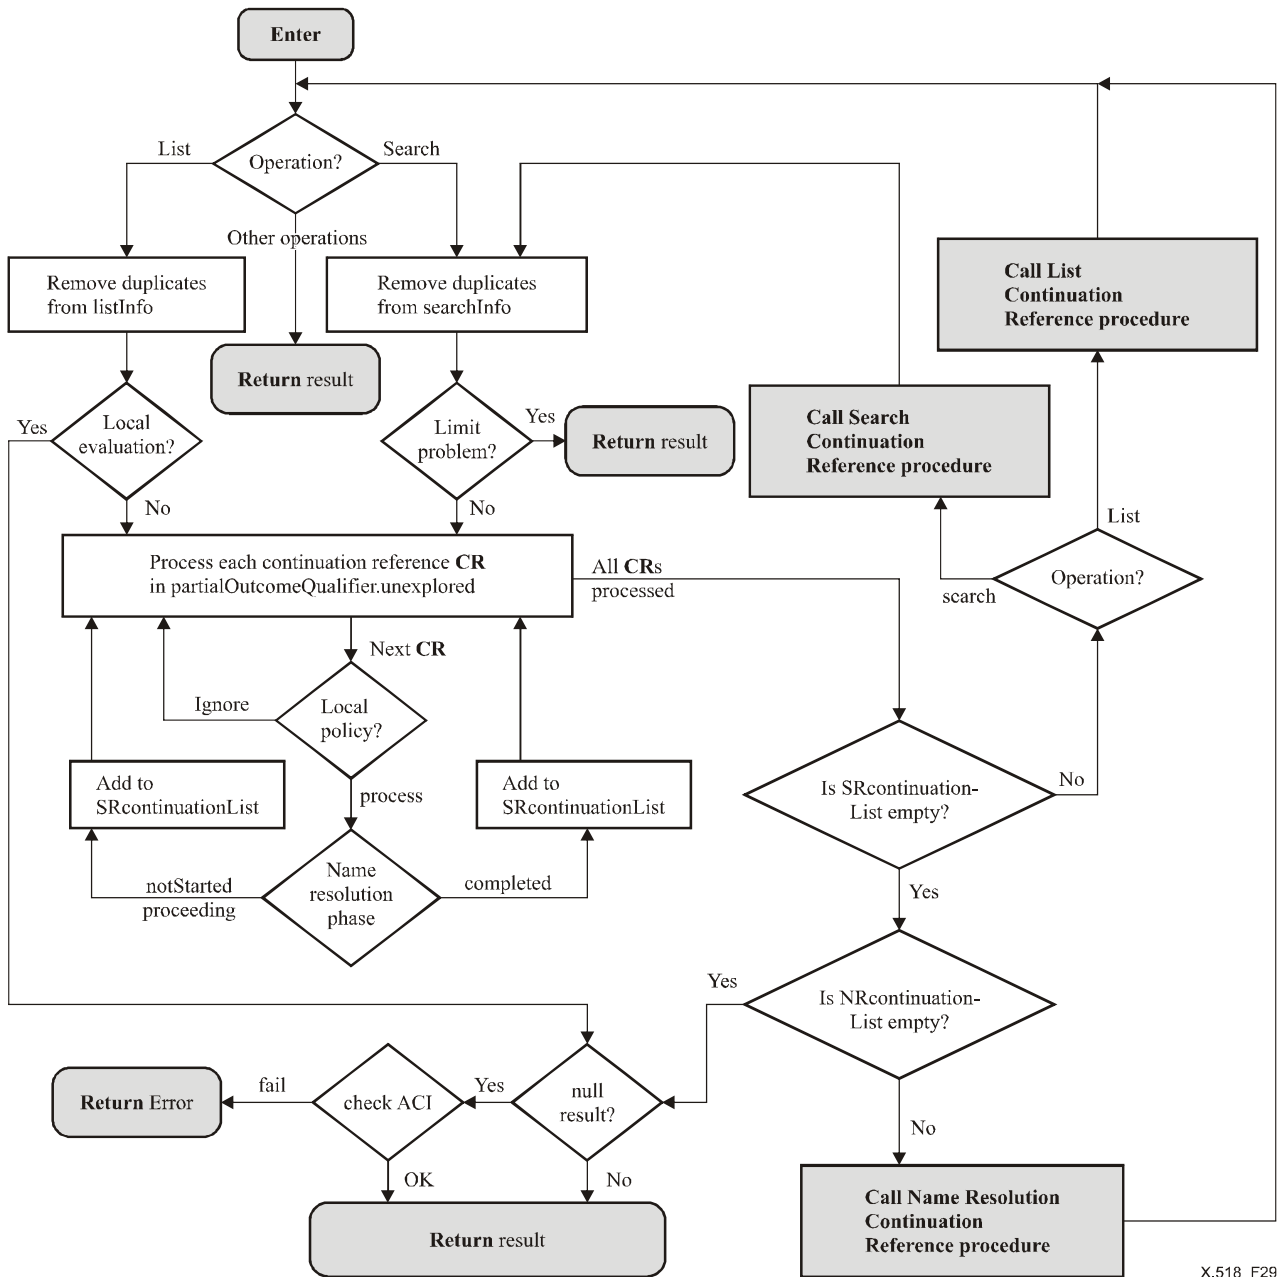 Enter
List
Operation?
Search
Other operations
Remove duplicates
from listInfo
Remove duplicates
from searchInfo
Call List
Continuation
Reference procedure
Return result
Yes
Local
evaluation?
Limit
problem?
Yes
Return result
Call Search
Continuation
Reference procedure
No
No
List
Process each continuation reference CR
in partialOutcomeQualifier.unexplored
All CRs
processed
Operation?
scarch
Next CR
Ignore
Local
policy?
Add to
SRcontinuationList
process
Add to
SRcontinuationList
Is SRcontinuation-
List empty?
No
Name
resolution
phase
notStarted
proceeding
completed
Yes
Yes
Is NRcontinuation-
List empty?
Return Error
fail
check ACI
Yes
null
result?
No
OK
No
Return result
Call Name Resolution
Continuation
Reference procedure
X.518_F29